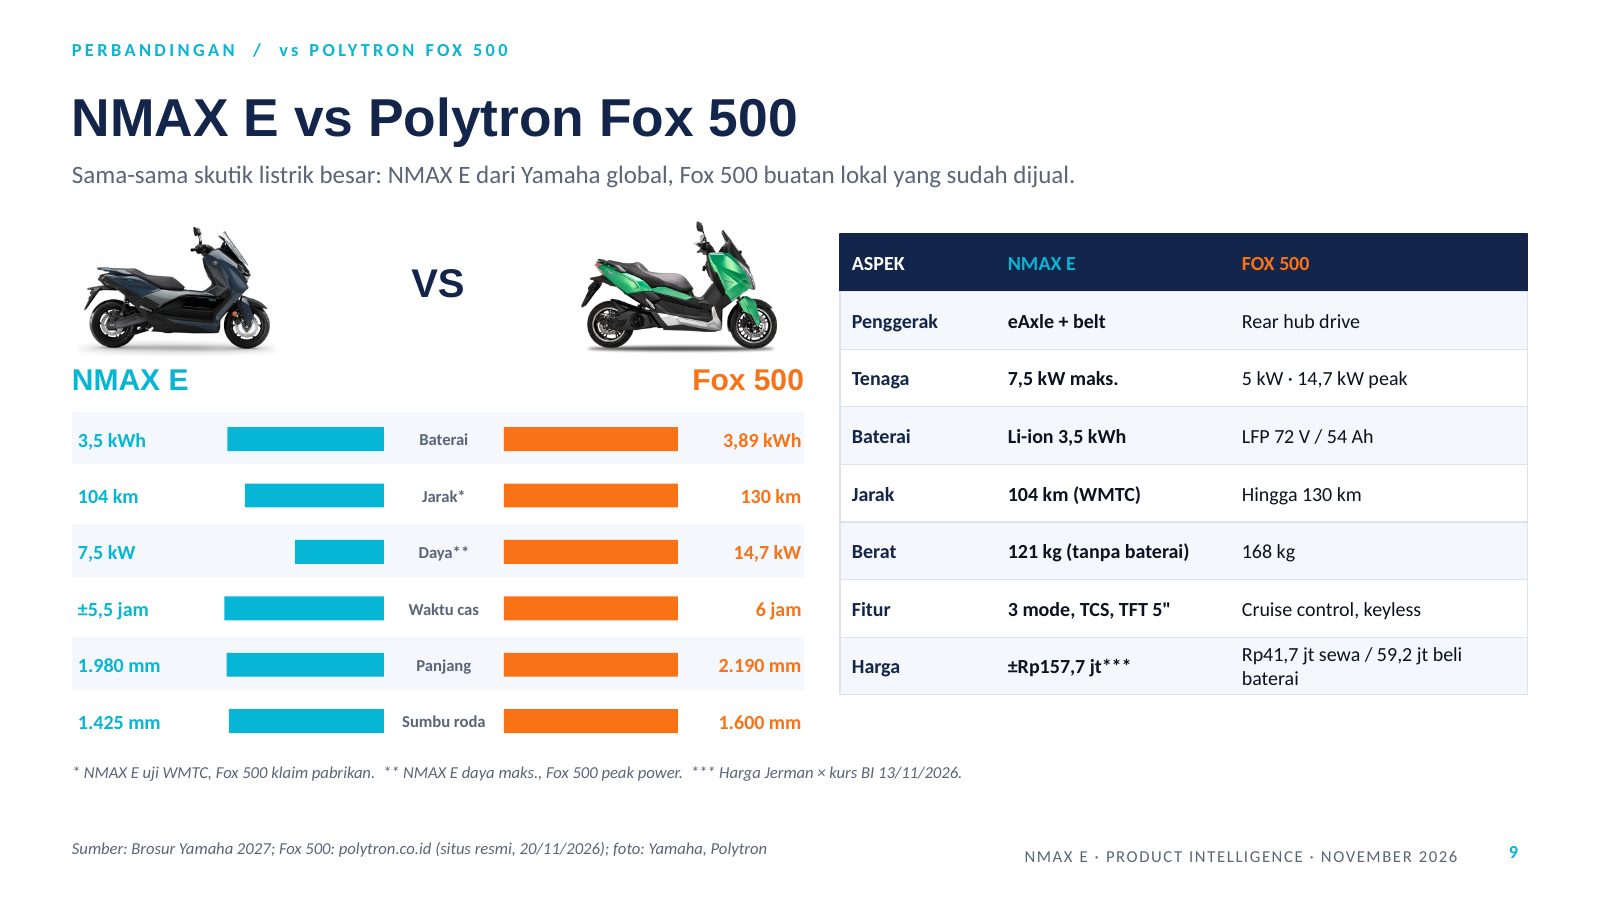 PERBANDINGAN / vs POLYTRON FOX 500
NMAX E vs Polytron Fox 500
Sama-sama skutik listrik besar: NMAX E dari Yamaha global, Fox 500 buatan lokal yang sudah dijual.
VS
NMAX E
Fox 500
3,5 kWh Baterai 3,89 kWh
104 km Jarak* 130 km
7,5 kW Daya** 14,7 kW
±5,5 jam Waktu cas 6 jam
1.980 mm Panjang 2.190 mm
1.425 mm Sumbu roda 1.600 mm
ASPEK NMAX E FOX 500
Penggerak eAxle + belt Rear hub drive
Tenaga 7,5 kW maks. 5 kW · 14,7 kW peak
Baterai Li-ion 3,5 kWh LFP 72 V / 54 Ah
Jarak 104 km (WMTC) Hingga 130 km
Berat 121 kg (tanpa baterai) 168 kg
Fitur 3 mode, TCS, TFT 5" Cruise control, keyless
Harga ±Rp157,7 jt*** Rp41,7 jt sewa / 59,2 jt beli
baterai
* NMAX E uji WMTC, Fox 500 klaim pabrikan. ** NMAX E daya maks., Fox 500 peak power. *** Harga Jerman × kurs BI 13/11/2026.
Sumber: Brosur Yamaha 2027; Fox 500: polytron.co.id (situs resmi, 20/11/2026); foto: Yamaha, Polytron
NMAX E · PRODUCT INTELLIGENCE · NOVEMBER 2026 9